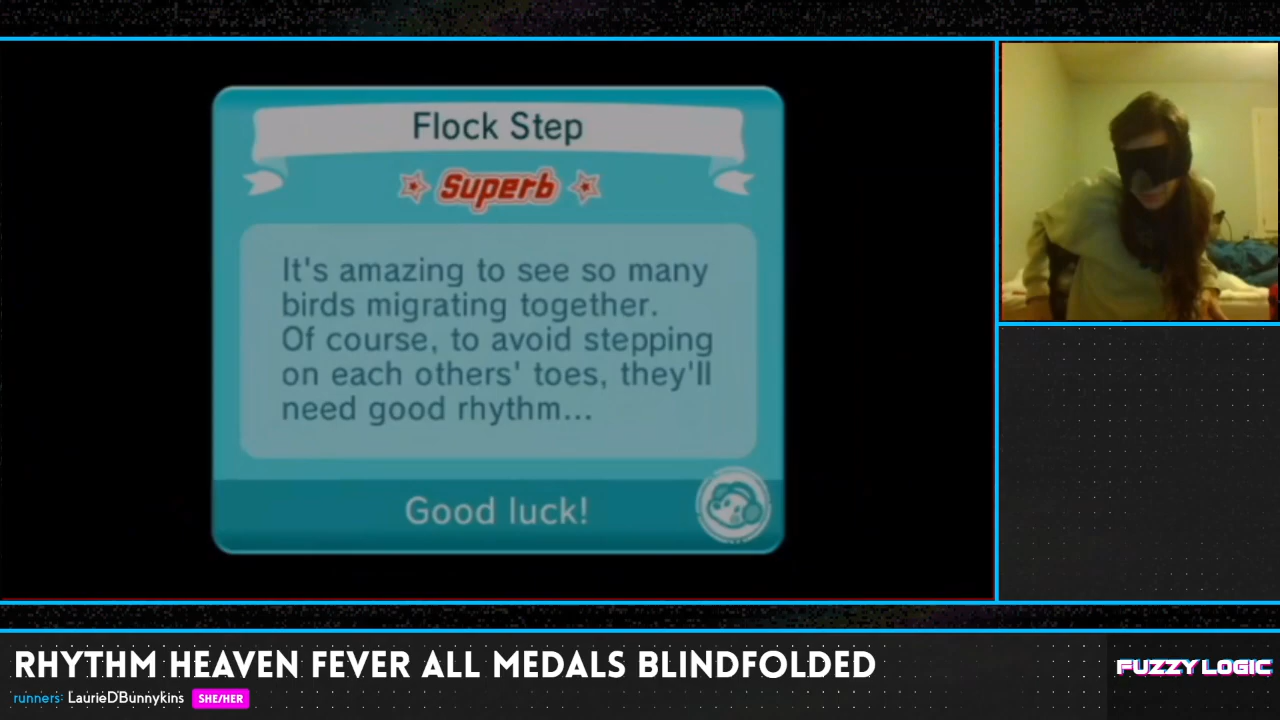 Flock Step
Superb
It's amazing to see so many
birds migrating together.
Of course, to avoid stepping
on each others' toes, they'll
need good rhythm...
Good luck!
RHYTHM HEAVEN FEVER ALL MEDALS BLINDFOLDED
runners: LaurieDBunnykins SHE/HER
FUZZY LOGIC